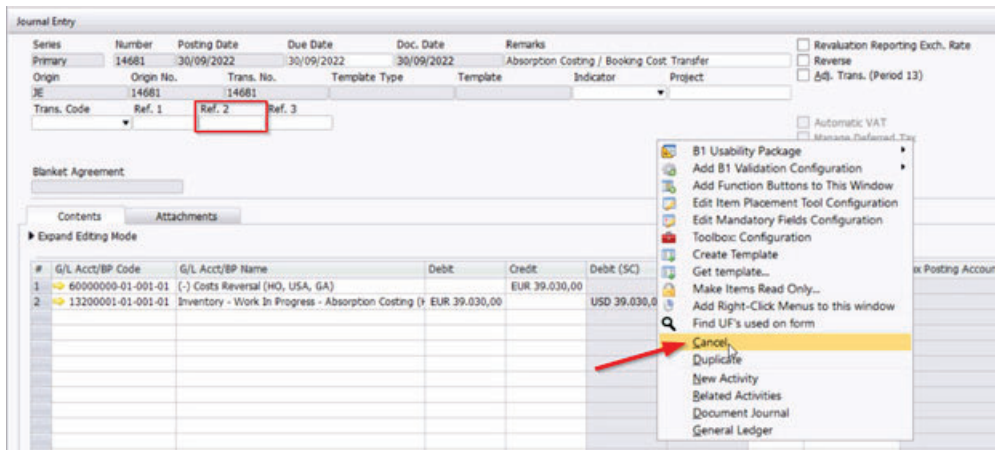 Journal Entry
Series Number Posting Date Due Date Doc. Date Remarks
Primary 14681 30/09/2022 30/09/2022 30/09/2022 Absorption Costing / Booking Cost Transfer
Origin Origin No. Trans. No. Template Type Template Indicator Project
JE 14681 14681
Trans. Code Ref. 1 Ref. 2 Ref. 3
Revaluation Reporting Exch. Rate
Reverse
Adj. Trans. (Period 13)
Automatic VAT
Manage Deferred Tax
Blanket Agreement
Contents Attachments
Expand Editing Mode
# G/L Acct/BP Code G/L Acct/BP Name Debit Credit Debit (SC) Posting Accoun
1 60000000-01-001-01 (-) Costs Reversal (HO, USA, GA) EUR 39.030,00
2 13200001-01-001-01 Inventory - Work In Progress - Absorption Costing (H EUR 39.030,00 USD 39.030,0
B1 Usability Package
Add B1 Validation Configuration
Add Function Buttons to This Window
Edit Item Placement Tool Configuration
Edit Mandatory Fields Configuration
Toolbox: Configuration
Create Template
Get template...
Make Items Read Only...
Add Right-Click Menus to this window
Find UF's used on form
Cancel
Duplicate
New Activity
Related Activities
Document Journal
General Ledger